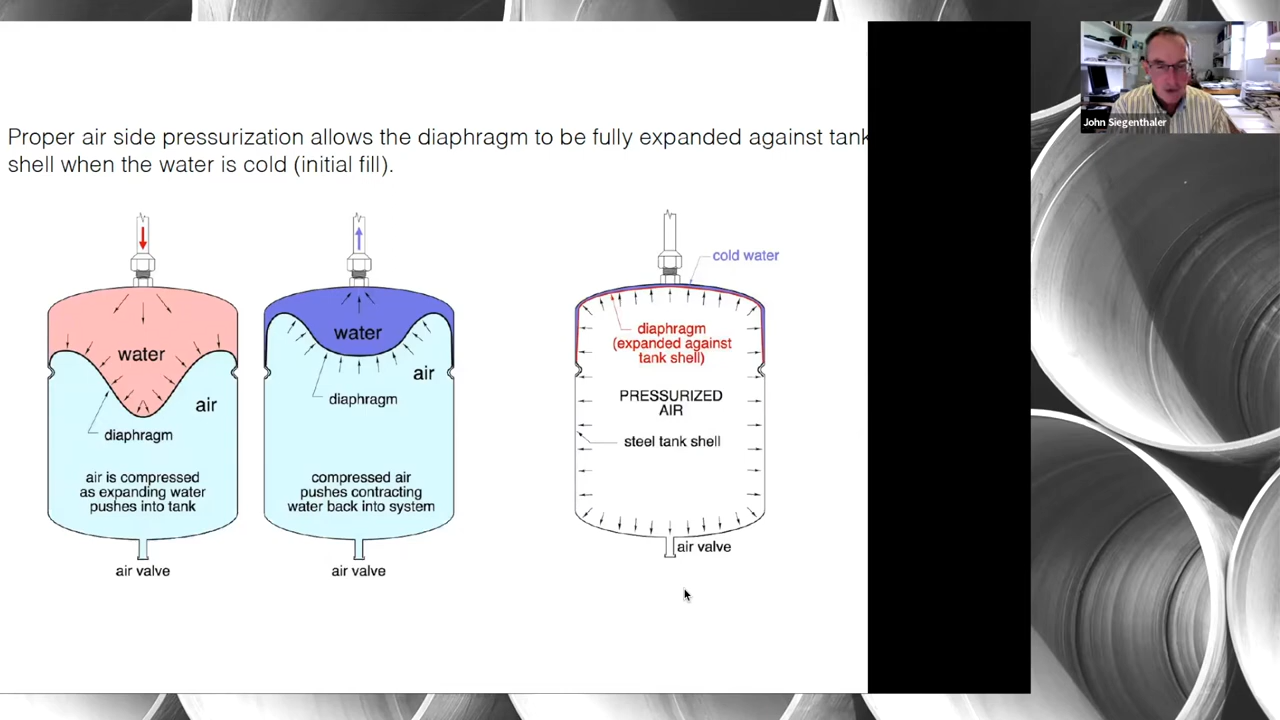 Proper air side pressurization allows the diaphragm to be fully expanded against tank
shell when the water is cold (initial fill).
water
air
diaphragm
air is compressed
as expanding water
pushes into tank
air valve
water
air
diaphragm
compressed air
pushes contracting
water back into system
air valve
cold water
diaphragm
(expanded against
tank shell)
PRESSURIZED
AIR
steel tank shell
air valve
John Siegenthaler